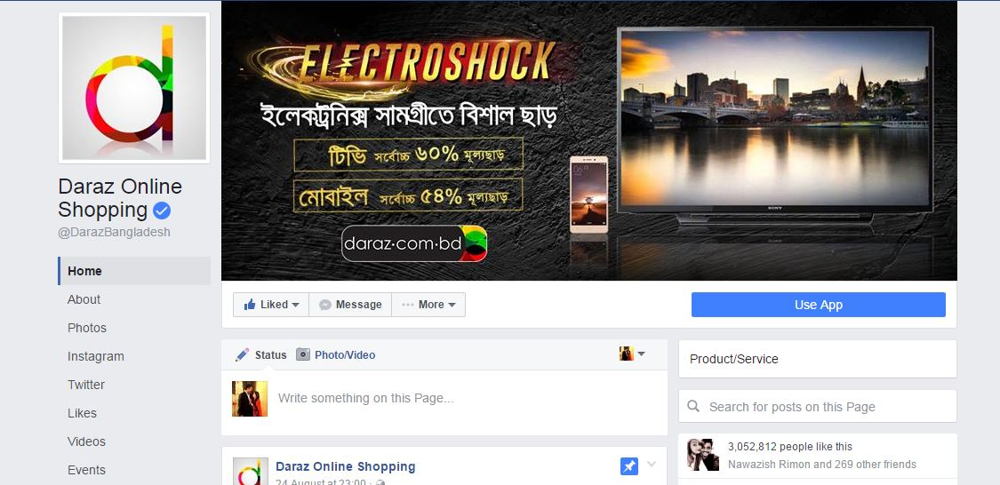 ELECTROSHOCK
ইলেকট্রনিক্স সামগ্রীতে বিশাল ছাড়
টিভি সর্বোচ্চ ৬০% মূল্যছাড়
মোবাইল সর্বোচ্চ ৫৪% মূল্যছাড়
daraz.com.bd
SONY
06:23
Daraz Online
Shopping
@DarazBangladesh
Home
About
Photos
Instagram
Twitter
Likes
Videos
Events
Liked
Message
More
Use App
Status
Photo/Video
Write something on this Page...
Daraz Online Shopping
24 August at 23:00
Product/Service
Search for posts on this Page
3,052,812 people like this
Nawazish Rimon and 269 other friends